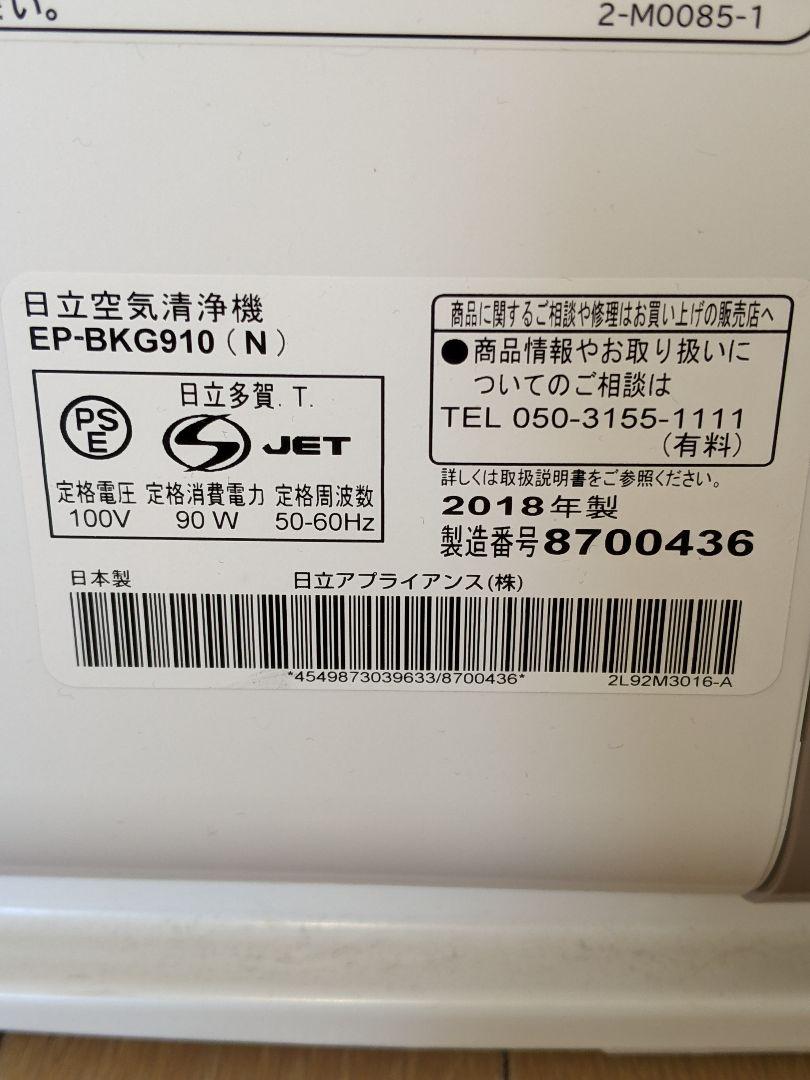 さい。
2-M0085-1
日立空気清浄機
EP-BKG910（N）
日立多賀.T.
PS
E
JET
定格電圧 定格消費電力 定格周波数
100V 90 W 50-60Hz
商品に関するご相談や修理はお買い上げの販売店へ
●商品情報やお取り扱いに
ついてのご相談は
TEL 050-3155-1111
（有料）
詳しくは取扱説明書をご参照ください。
2018年製
製造番号8700436
日本製 日立アプライアンス(株)
*4549873039633/8700436* 2L92M3016-A